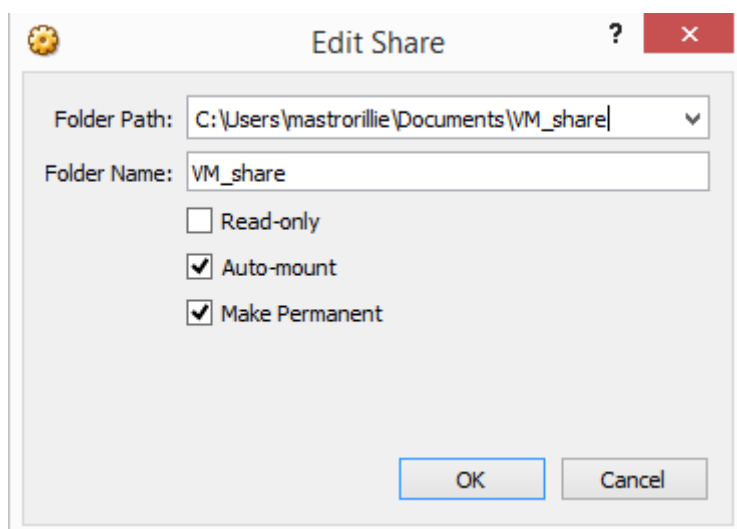 Edit Share
?
×
Folder Path: C:\Users\mastrorillie\Documents\VM_share
Folder Name: VM_share
Read-only
Auto-mount
Make Permanent
OK Cancel